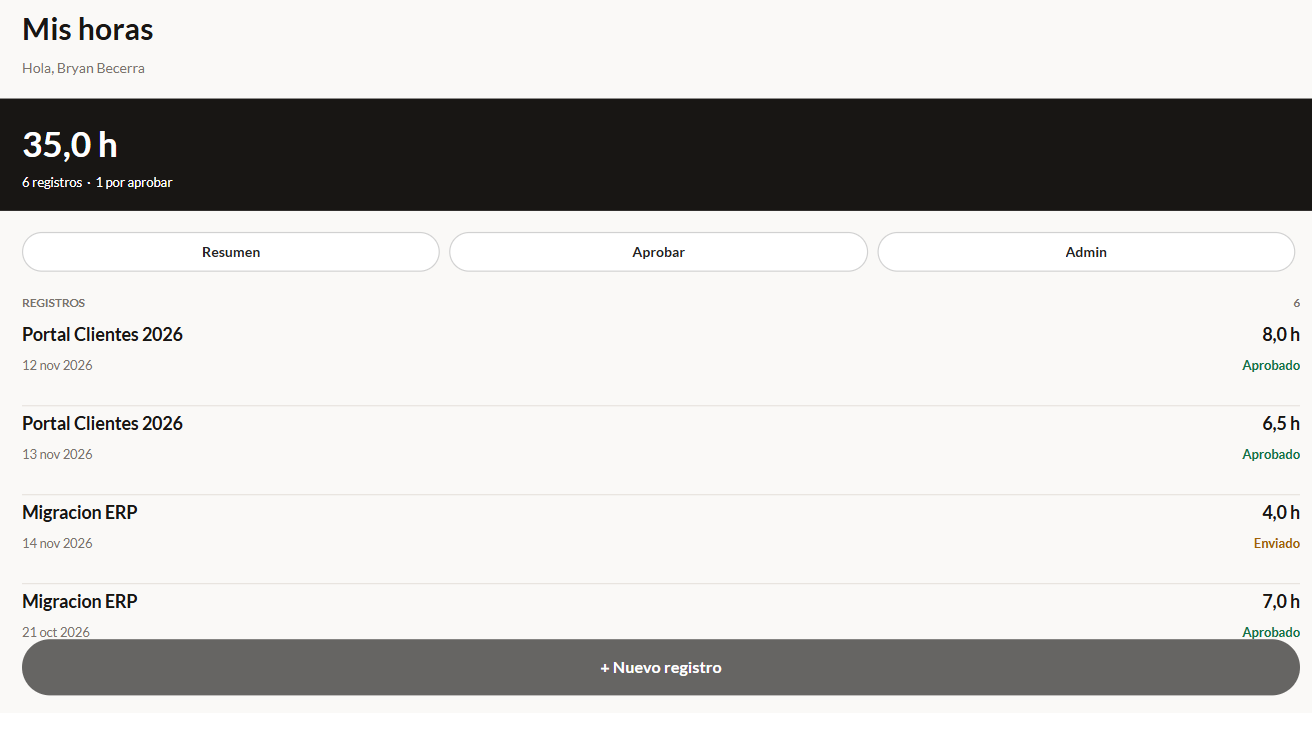 Mis horas
Hola, Bryan Becerra
35,0 h
6 registros · 1 por aprobar
Resumen
Aprobar
Admin
REGISTROS
6
Portal Clientes 2026
8,0 h
12 nov 2026
Aprobado
Portal Clientes 2026
6,5 h
13 nov 2026
Aprobado
Migracion ERP
4,0 h
14 nov 2026
Enviado
Migracion ERP
7,0 h
21 oct 2026
Aprobado
+ Nuevo registro